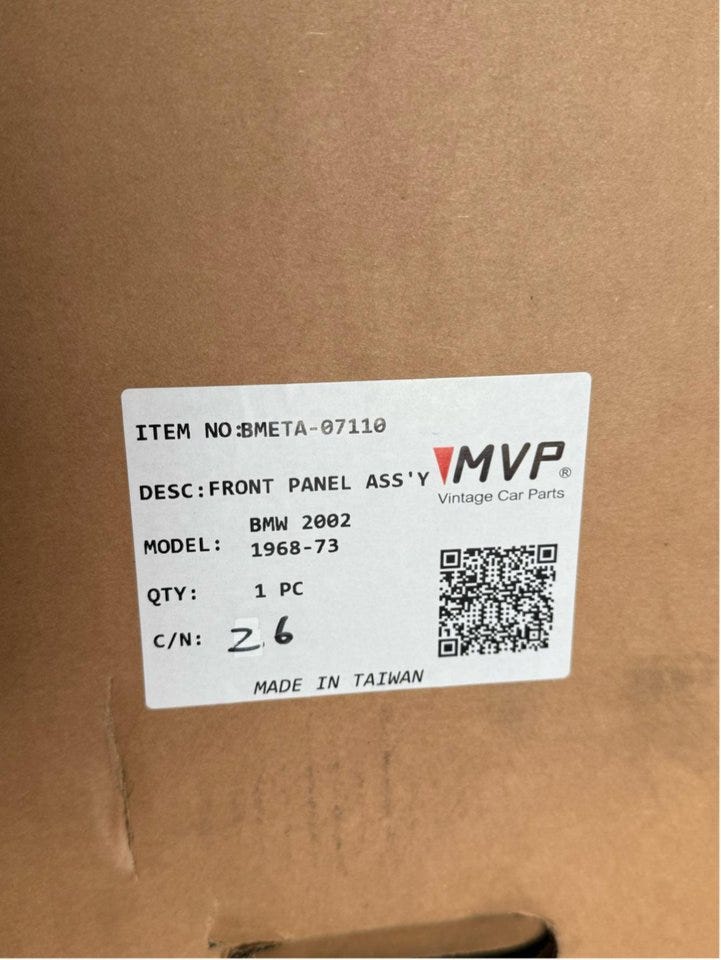 ITEM NO:BMETA-07110
MVP®
Vintage Car Parts
DESC:FRONT PANEL ASS'Y
MODEL: BMW 2002
1968-73
QTY: 1 PC
C/N: 26
MADE IN TAIWAN